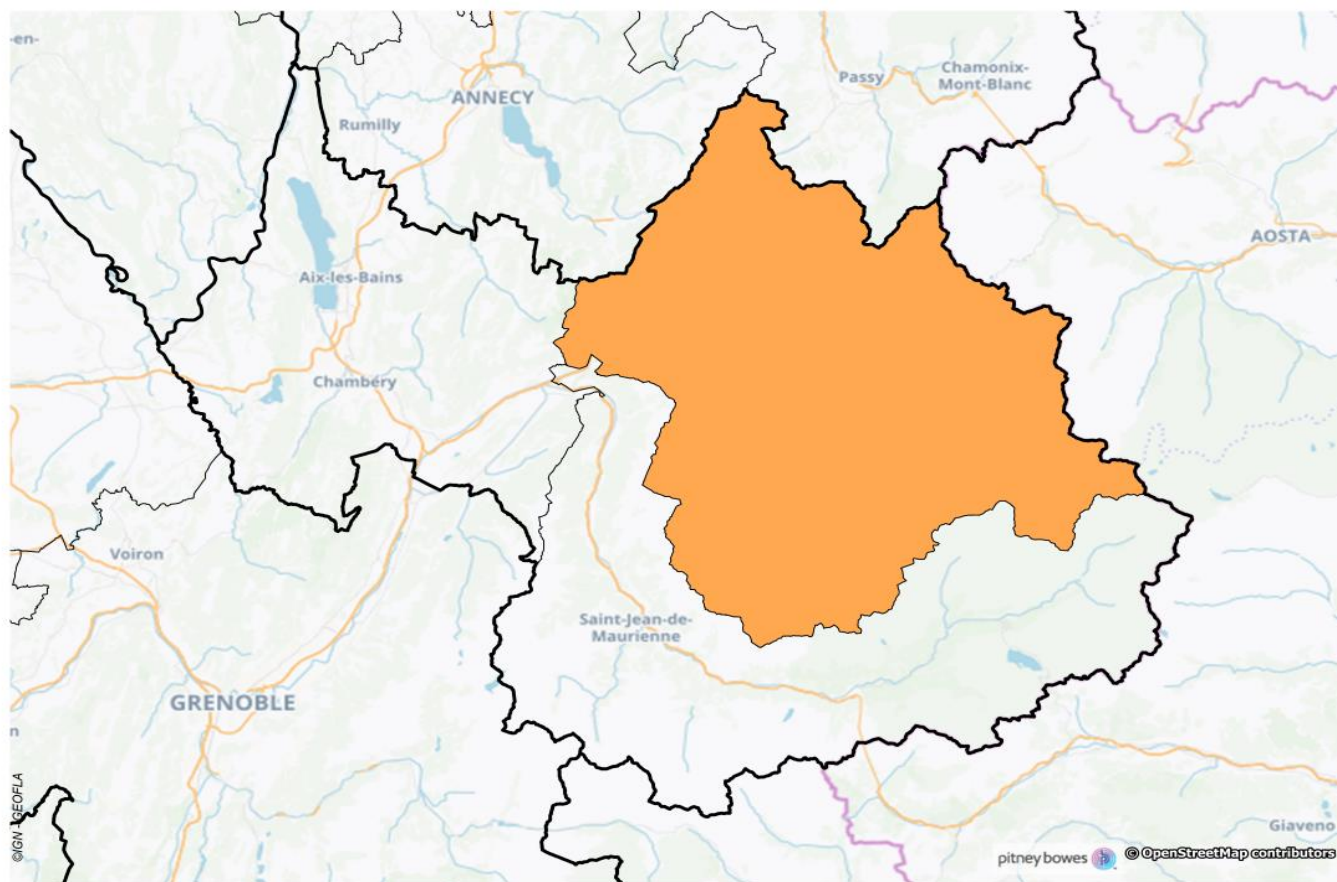 -en-
ANNECY
Rumilly
Passy
Chamonix-
Mont-Blanc
AOSTA
Aix-les-Bains
Chambéry
Voiron
Saint-Jean-de-
Maurienne
GRENOBLE
n
Giaveno
©IGN - GEOFLA
pitney bowes
© OpenStreetMap contributors